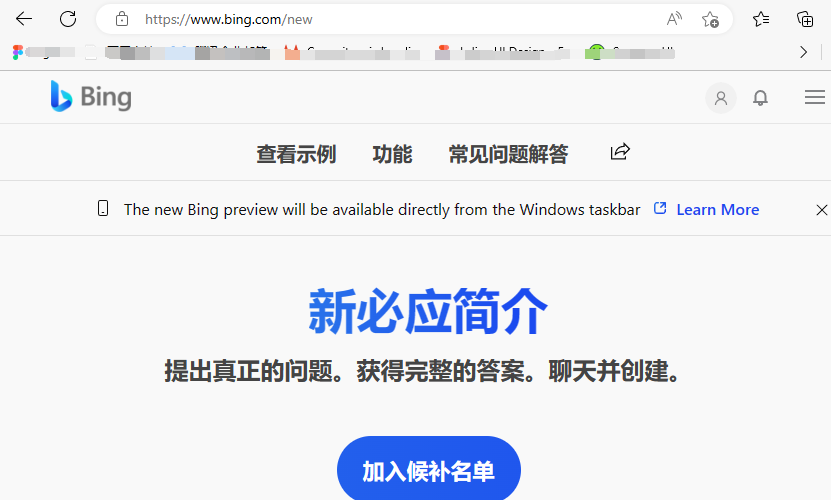 https://www.bing.com/new
Bing
查看示例 功能 常见问题解答
The new Bing preview will be available directly from the Windows taskbar Learn More
新必应简介
提出真正的问题。获得完整的答案。聊天并创建。
加入候补名单